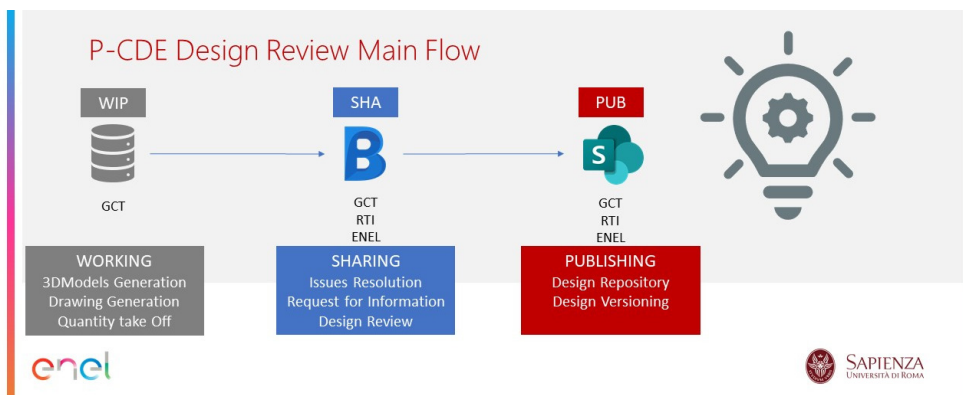 P-CDE Design Review Main Flow
WIP
SHA
PUB
B
S
GCT
GCT
RTI
ENEL
GCT
RTI
ENEL
WORKING
3DModels Generation
Drawing Generation
Quantity take Off
SHARING
Issues Resolution
Request for Information
Design Review
PUBLISHING
Design Repository
Design Versioning
enel
SAPIENZA
UNIVERSITÀ DI ROMA